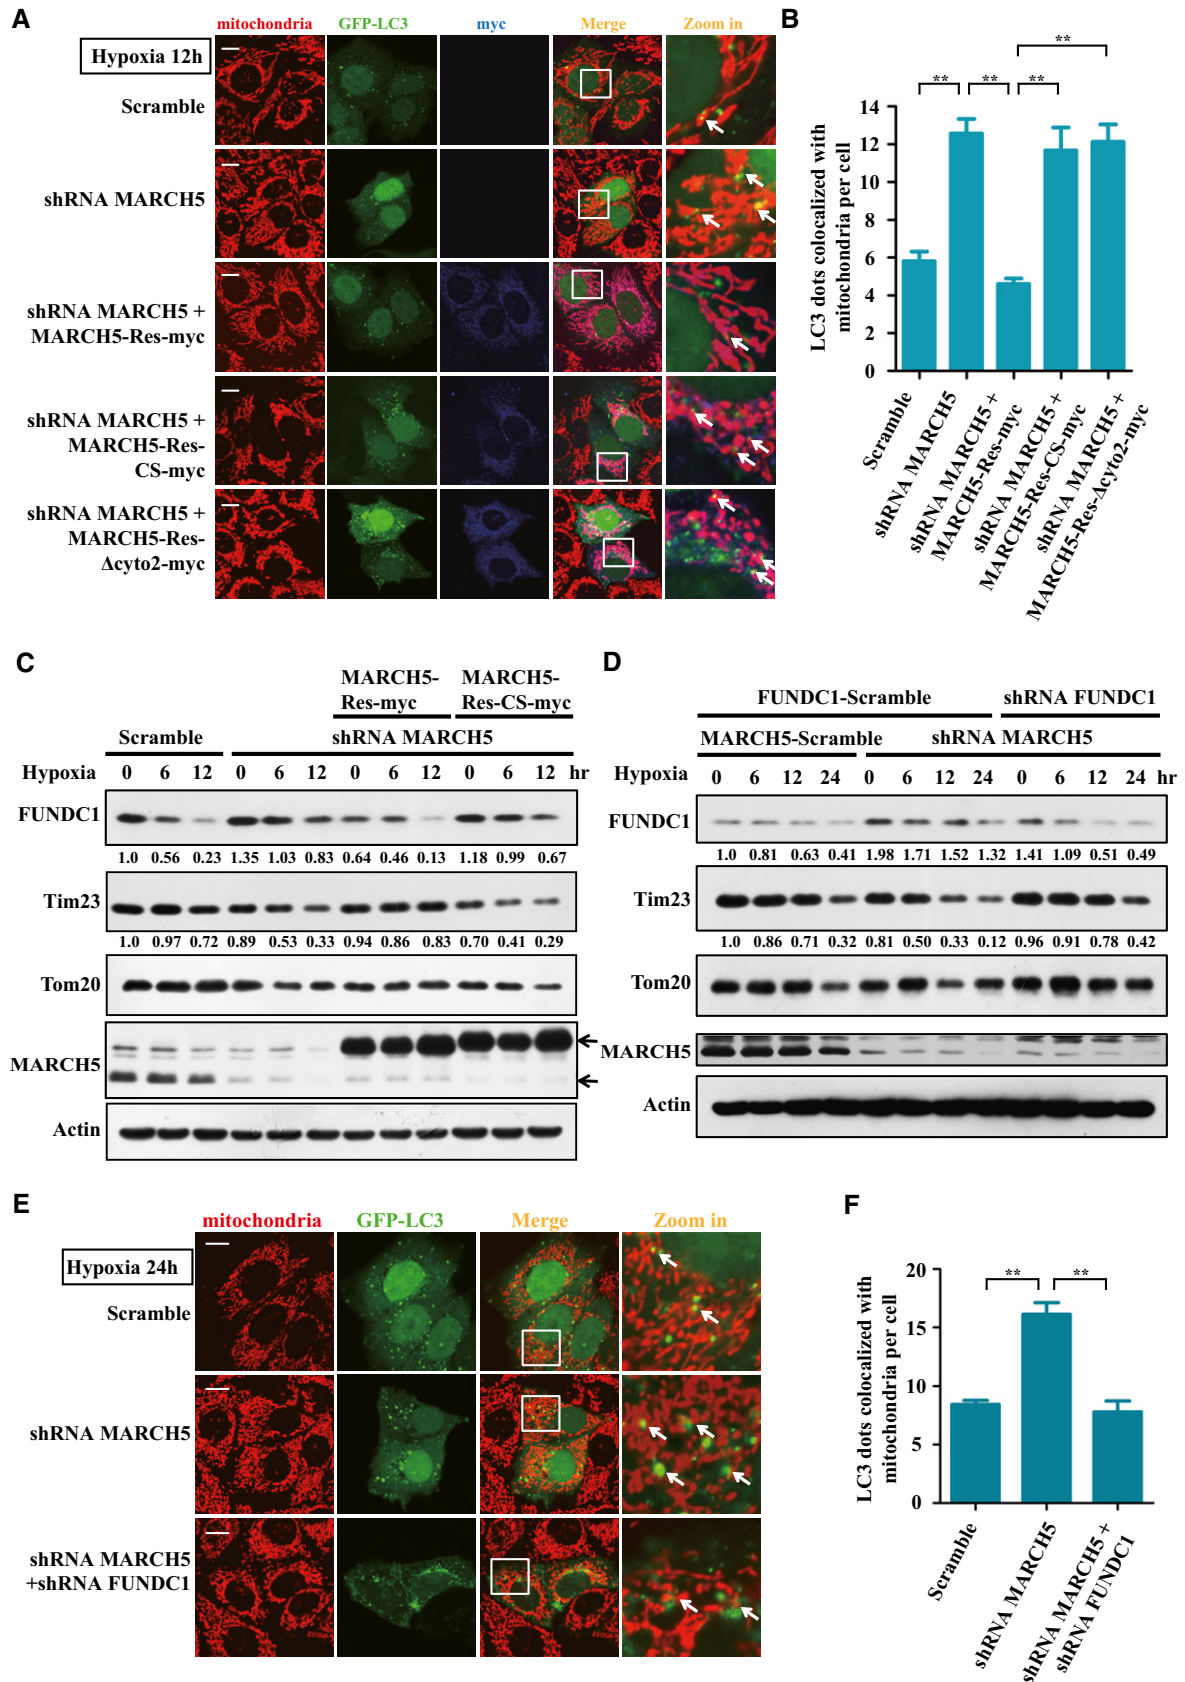 A
mitochondria GFP-LC3 myc Merge Zoom in
Hypoxia 12h
Scramble
shRNA MARCH5
shRNA MARCH5 +
MARCH5-Res-myc
shRNA MARCH5 +
MARCH5-Res-
CS-myc
shRNA MARCH5 +
MARCH5-Res-
Δcyto2-myc
B
** ** ** **
LC3 dots colocalized with
mitochondria per cell
14
12
10
8
6
4
2
0
Scramble
shRNA MARCH5
shRNA MARCH5 +
MARCH5-Res-myc
shRNA MARCH5 +
MARCH5-Res-CS-myc
shRNA MARCH5 +
MARCH5-Res-Δcyto2-myc
C
MARCH5-
Res-myc
MARCH5-
Res-CS-myc
Scramble shRNA MARCH5
Hypoxia 0 6 12 0 6 12 0 6 12 0 6 12 hr
FUNDC1
1.0 0.56 0.23 1.35 1.03 0.83 0.64 0.46 0.13 1.18 0.99 0.67
Tim23
1.0 0.97 0.72 0.89 0.53 0.33 0.94 0.86 0.83 0.70 0.41 0.29
Tom20
MARCH5
Actin
D
FUNDC1-Scramble shRNA FUNDC1
MARCH5-Scramble shRNA MARCH5
Hypoxia 0 6 12 24 0 6 12 24 0 6 12 24 hr
FUNDC1
1.0 0.81 0.63 0.41 1.98 1.71 1.52 1.32 1.41 1.09 0.51 0.49
Tim23
1.0 0.86 0.71 0.32 0.81 0.50 0.33 0.12 0.96 0.91 0.78 0.42
Tom20
MARCH5
Actin
E
mitochondria GFP-LC3 Merge Zoom in
Hypoxia 24h
Scramble
shRNA MARCH5
shRNA MARCH5
+shRNA FUNDC1
F
** **
LC3 dots colocalized with
mitochondria per cell
20
15
10
5
0
Scramble
shRNA MARCH5
shRNA MARCH5 +
shRNA FUNDC1